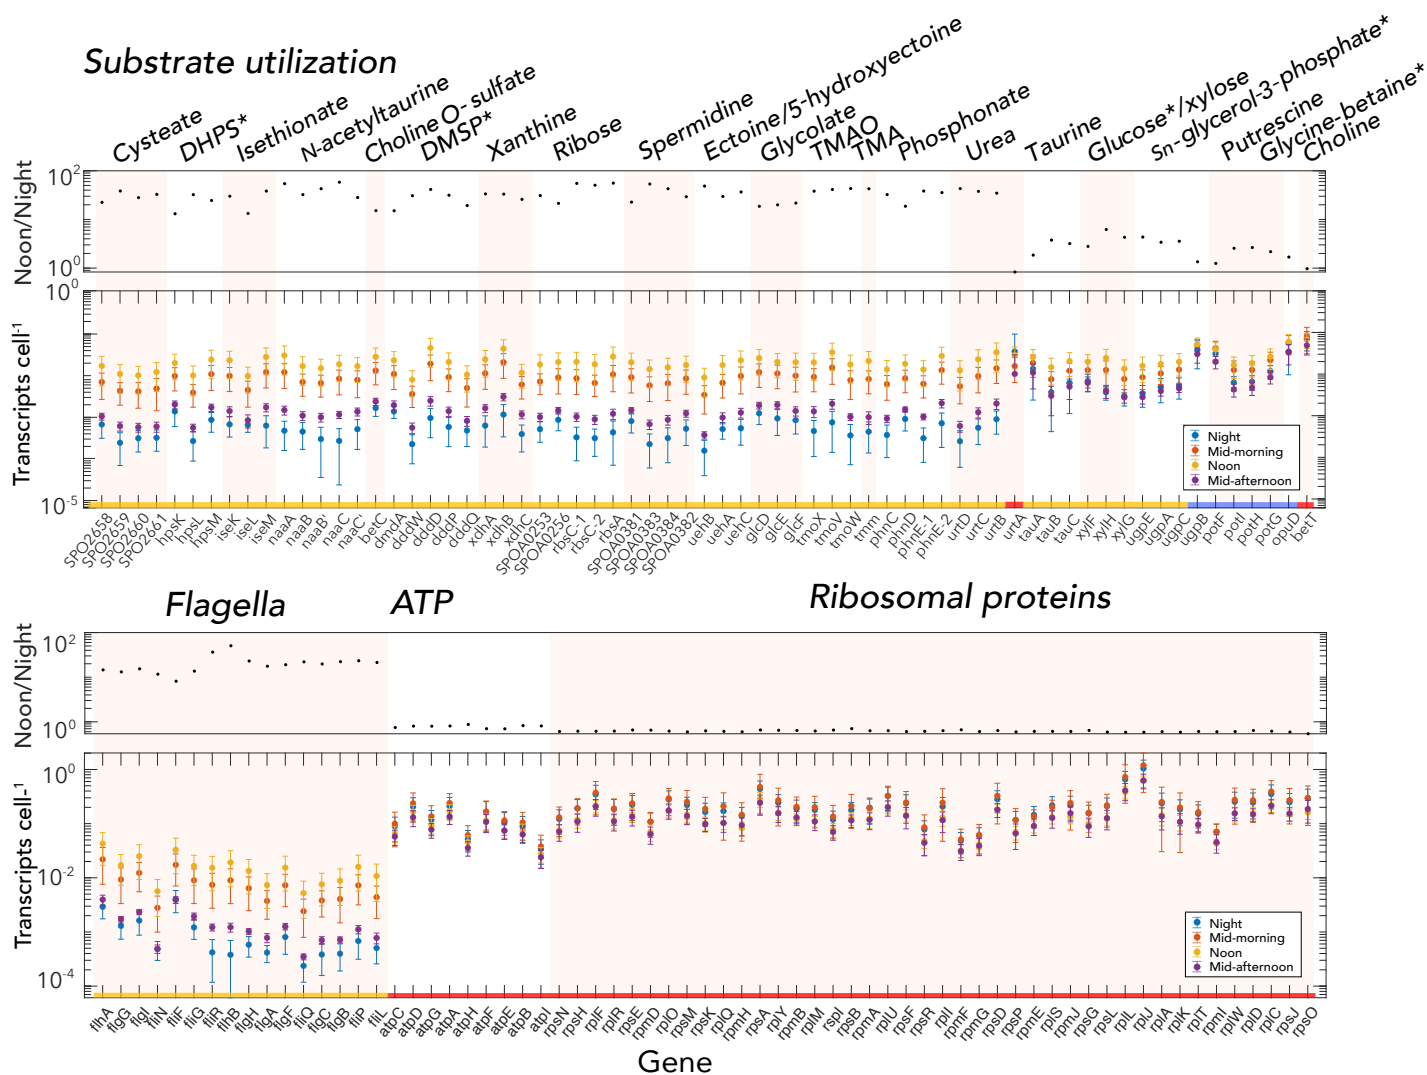 Substrate utilization
Cysteate
DHPS*
Isethionate
N-acetyltaurine
Choline O-sulfate
DMSP*
Xanthine
Ribose
Spermidine
Ectoine/5-hydroxyectoine
Glycolate
TMAO
TMA
Phosphonate
Urea
Taurine
Glucose*/xylose
Sn-glycerol-3-phosphate*
Putrescine
Glycine-betaine*
Choline
Noon/Night
10²
10⁰
Transcripts cell⁻¹
10⁰
10⁻⁵
Night
Mid-morning
Noon
Mid-afternoon
SPO2658
SPO2659
SPO2660
SPO2661
hpsK
hpsL
hpsM
iseK
iseL
iseM
naaA
naaB
naaB'
naaC
naaC'
betC
dmdA
dddW
dddD
dddP
dddQ
xdhA
xdhB
xdhC
SPOA0253
SPOA0256
rbsC-1
rbsC-2
rbsA
SPOA0381
SPOA0383
SPOA0384
SPOA0382
uehB
uehA
uehC
glcD
glcE
glcF
tmoX
tmoV
tmoW
tmm
phnC
phnD
phnE-1
phnE-2
urtD
urtC
urtB
urtA
tauA
tauB
tauC
xylF
xylH
xylG
ugpE
ugpA
ugpC
ugpB
potF
potI
potH
potG
opuD
betT
Flagella
ATP
Ribosomal proteins
Noon/Night
10²
10⁰
Transcripts cell-¹
10⁰
10⁻²
10⁻⁴
Night
Mid-morning
Noon
Mid-afternoon
flhA
flgG
flgI
fliN
fliF
fliG
fliR
flhB
flgH
flgA
flgF
fliQ
flgC
flgB
fliP
fliL
atpC
atpD
atpG
atpA
atpH
atpF
atpE
atpB
atpI
rpsN
rpsH
rplF
rplR
rpsE
rpmD
rplO
rpsM
rpsK
rplQ
rpmH
rpsA
rplY
rpmB
rplM
rspI
rpsB
rpmA
rplU
rpsF
rpsR
rplI
rpmF
rpmG
rpsD
rpsP
rpmE
rplS
rpmJ
rpsG
rpsL
rplL
rplJ
rplA
rplK
rplT
rpmI
rplW
rplD
rplC
rpsJ
rpsO
Gene